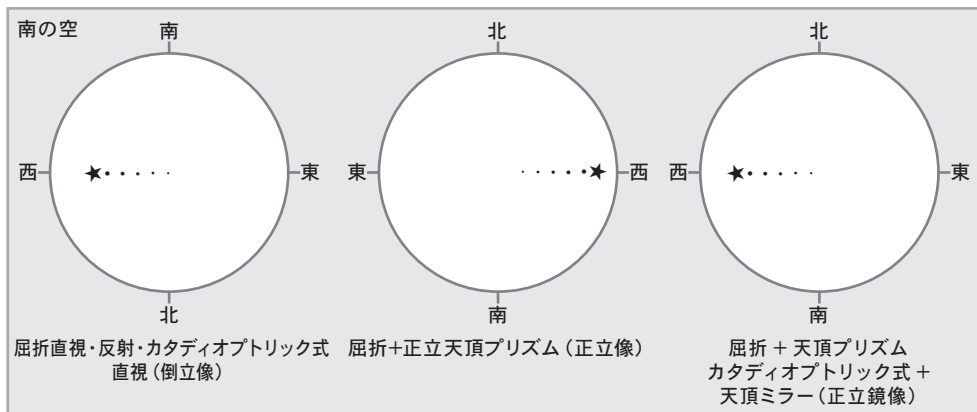 南の空
南
西
東
北
屈折直視・反射・カタディオプトリック式
直視（倒立像）
北
東
西
南
屈折+正立天頂プリズム（正立像）
北
西
東
南
屈折 + 天頂プリズム
カタディオプトリック式 +
天頂ミラー（正立鏡像）